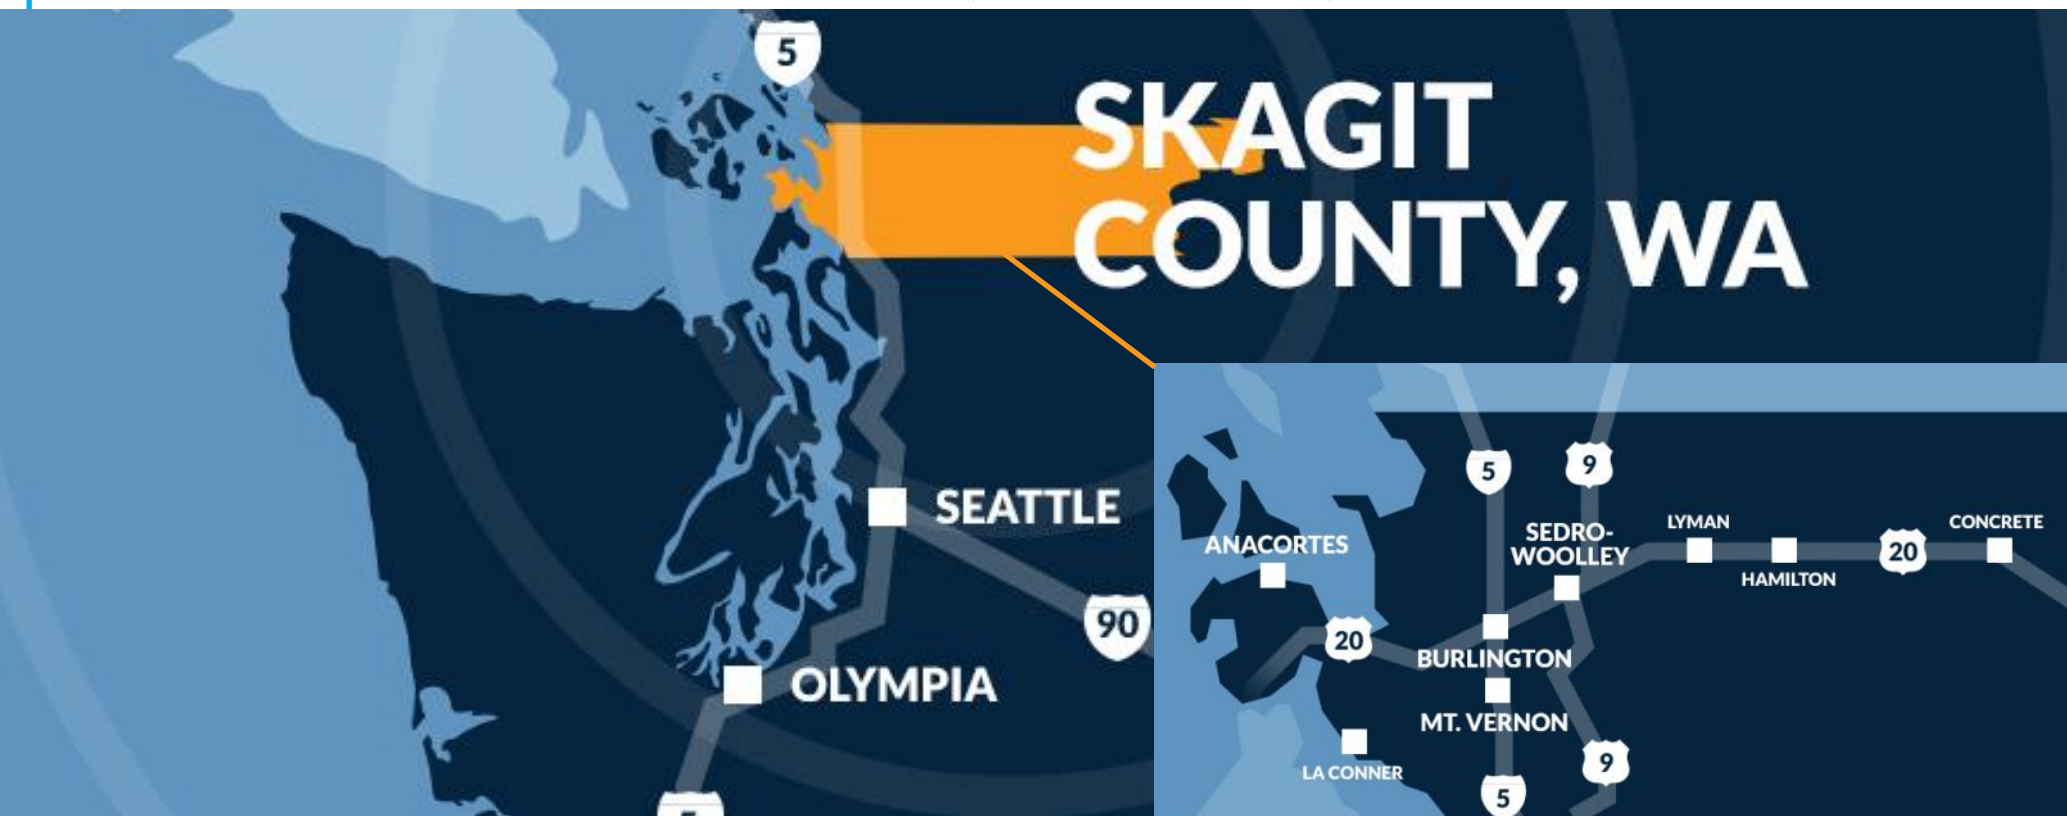 5
SKAGIT
COUNTY, WA
SEATTLE
90
OLYMPIA
5
5
9
ANACORTES
SEDRO-
WOOLLEY
LYMAN
HAMILTON
20
CONCRETE
20
BURLINGTON
MT. VERNON
LA CONNER
9
5